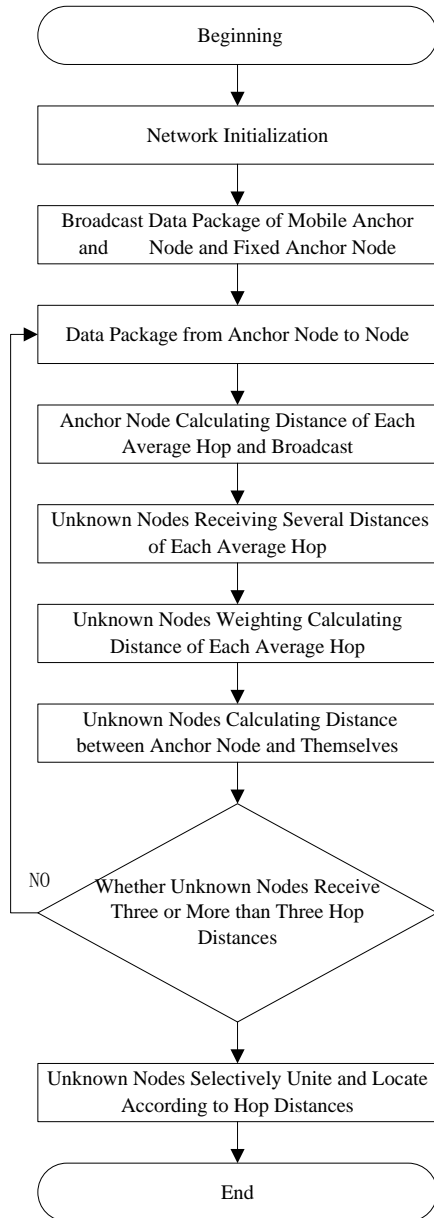 Beginning
Network Initialization
Broadcast Data Package of Mobile Anchor
and Node and Fixed Anchor Node
Data Package from Anchor Node to Node
Anchor Node Calculating Distance of Each
Average Hop and Broadcast
Unknown Nodes Receiving Several Distances
of Each Average Hop
Unknown Nodes Weighting Calculating
Distance of Each Average Hop
Unknown Nodes Calculating Distance
between Anchor Node and Themselves
NO
Whether Unknown Nodes Receive
Three or More than Three Hop
Distances
Unknown Nodes Selectively Unite and Locate
According to Hop Distances
End